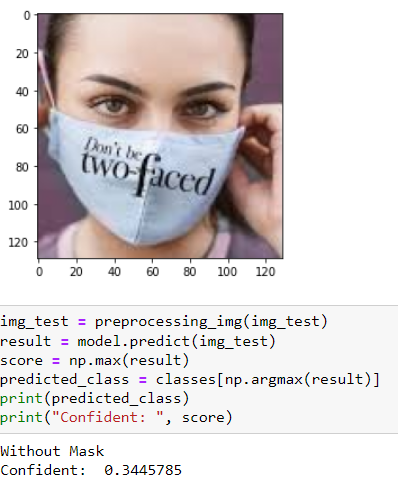 0
20
Don't be
40
two-faced
60
80
100
120
0 20 40 60 80 100 120
img_test = preprocessing_img(img_test)
result = model.predict(img_test)
score = np.max(result)
predicted_class = classes[np.argmax(result)]
print(predicted_class)
print("Confident: ", score)
Without Mask
Confident:  0.3445785